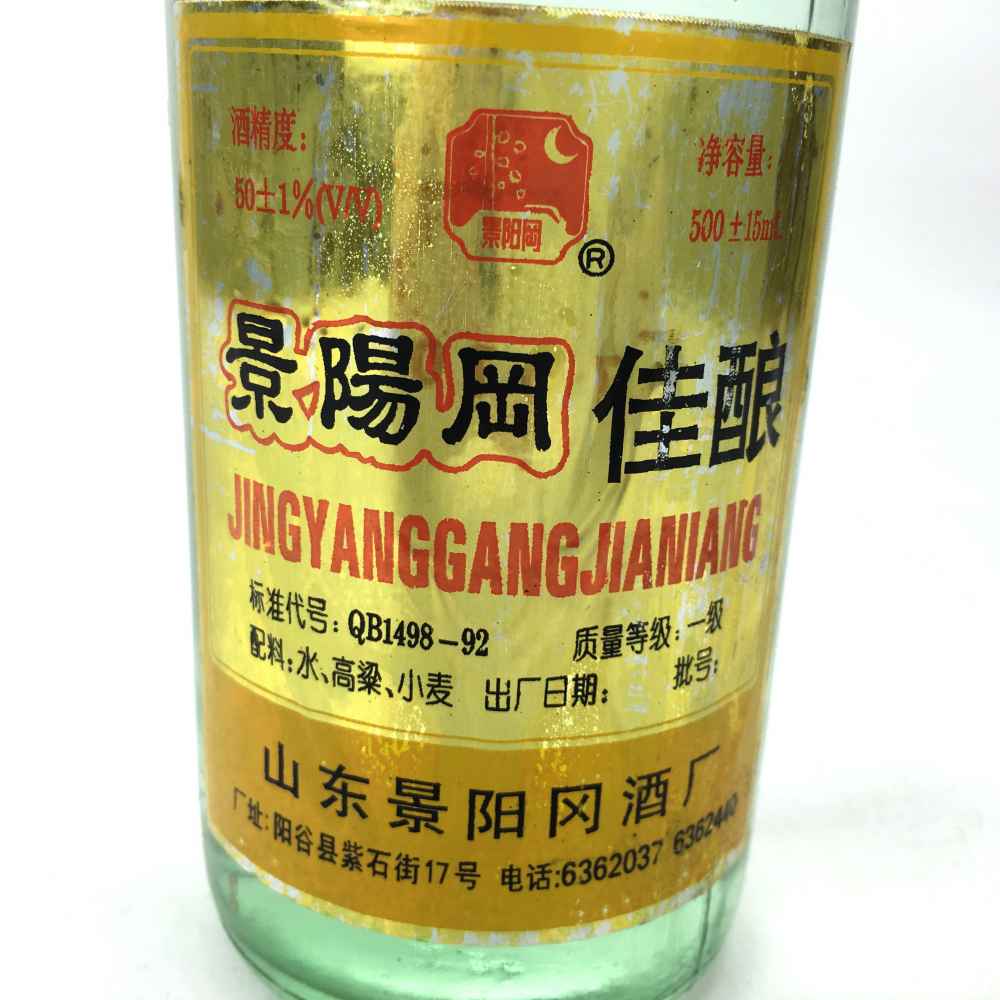 酒精度:
50±1%(V/V)
景阳岡
®
净容量:
500±15mL
景陽岡 佳酿
JINGYANGGANGJIANIANG
标准代号:QB1498-92 质量等级:一级
配料:水、高粱、小麦 出厂日期: 批号:
山东景阳冈酒厂
厂址:阳谷县紫石街17号 电话:6362037 6362440